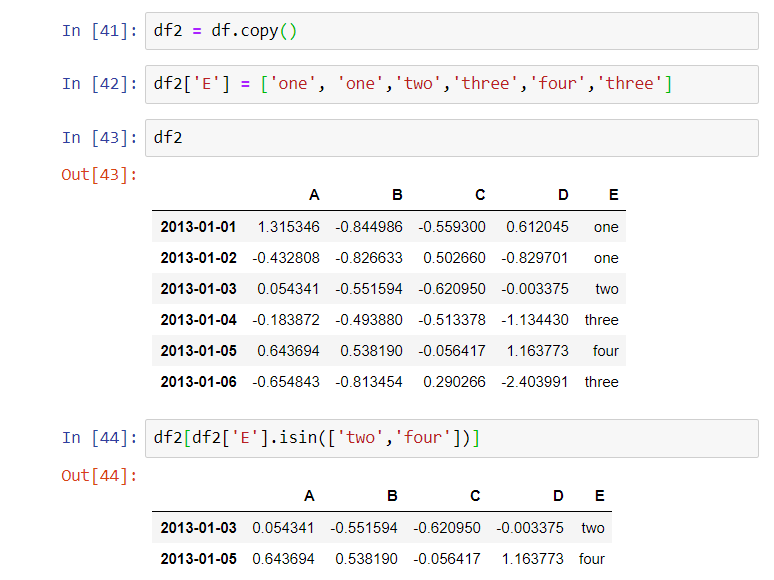 In [41]: df2 = df.copy()
In [42]: df2['E'] = ['one', 'one','two','three','four','three']
In [43]: df2
Out[43]:
A B C D E
2013-01-01 1.315346 -0.844986 -0.559300 0.612045 one
2013-01-02 -0.432808 -0.826633 0.502660 -0.829701 one
2013-01-03 0.054341 -0.551594 -0.620950 -0.003375 two
2013-01-04 -0.183872 -0.493880 -0.513378 -1.134430 three
2013-01-05 0.643694 0.538190 -0.056417 1.163773 four
2013-01-06 -0.654843 -0.813454 0.290266 -2.403991 three
In [44]: df2[df2['E'].isin(['two','four'])]
Out[44]:
A B C D E
2013-01-03 0.054341 -0.551594 -0.620950 -0.003375 two
2013-01-05 0.643694 0.538190 -0.056417 1.163773 four